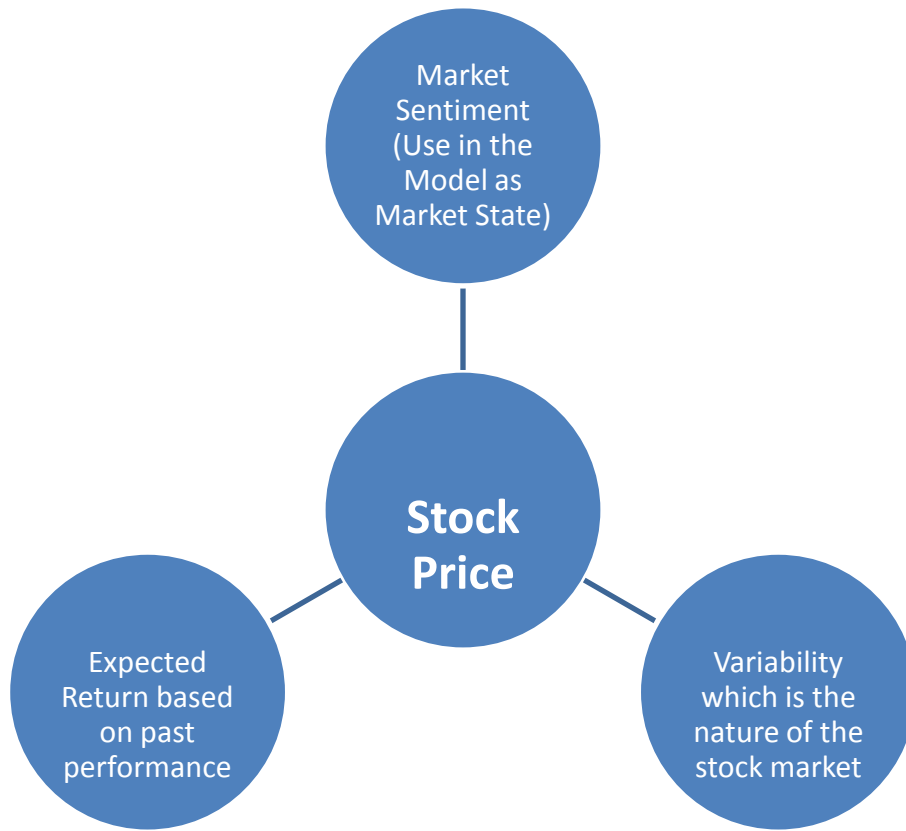 Market
Sentiment
(Use in the
Model as
Market State)
Stock
Price
Expected
Return based
on past
performance
Variability
which is the
nature of the
stock market